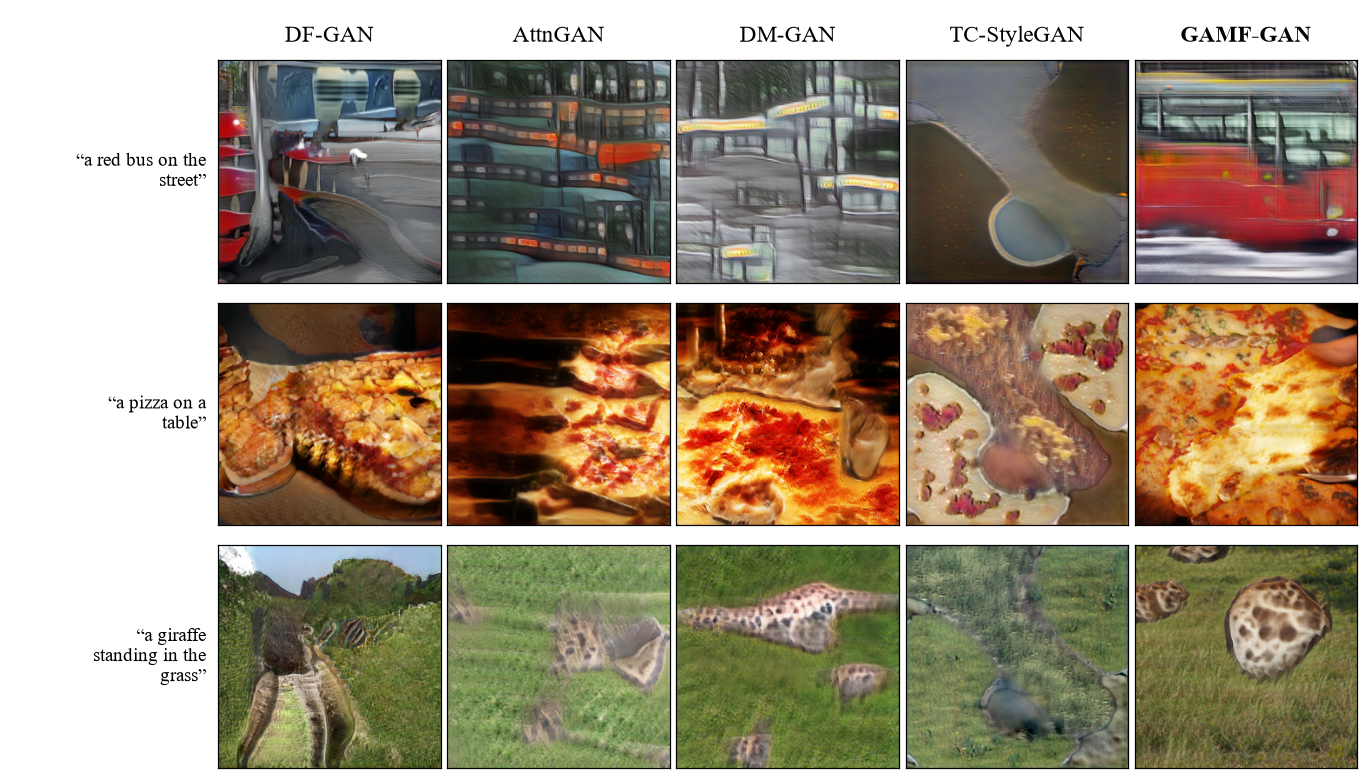 DF-GAN AttnGAN DM-GAN TC-StyleGAN GAMF-GAN
“a red bus on the
street”
“a pizza on a
table”
“a giraffe
standing in the
grass”